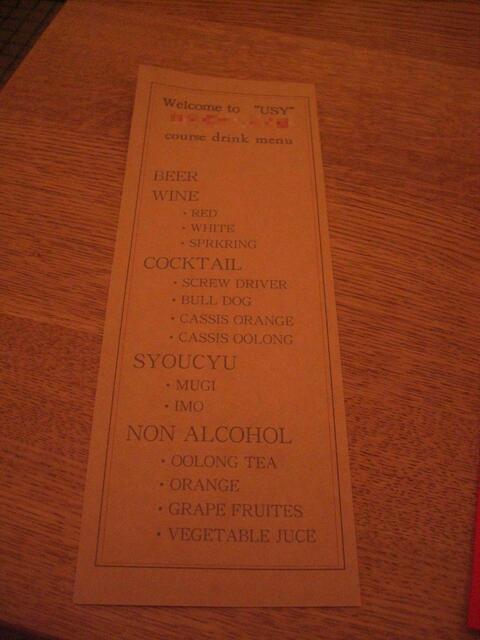 Welcome to "USY"
course drink menu
BEER
WINE
・RED
・WHITE
・SPRKRING
COCKTAIL
・SCREW DRIVER
・BULL DOG
・CASSIS ORANGE
・CASSIS OOLONG
SYOUCYU
・MUGI
・IMO
NON ALCOHOL
・OOLONG TEA
・ORANGE
・GRAPE FRUITES
・VEGETABLE JUCE